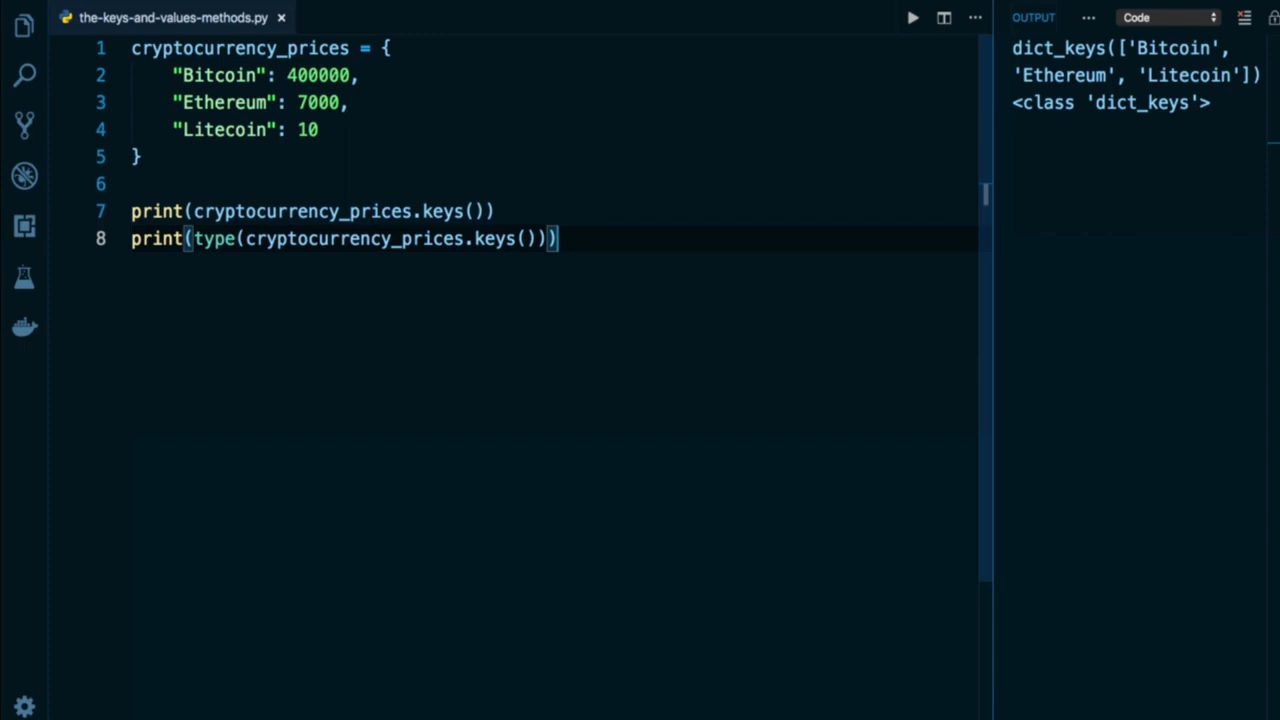 the-keys-and-values-methods.py ×
1 cryptocurrency_prices = {
2     "Bitcoin": 400000,
3     "Ethereum": 7000,
4     "Litecoin": 10
5 }
6
7 print(cryptocurrency_prices.keys())
8 print(type(cryptocurrency_prices.keys()))
OUTPUT ... Code
dict_keys(['Bitcoin',
'Ethereum', 'Litecoin'])
<class 'dict_keys'>